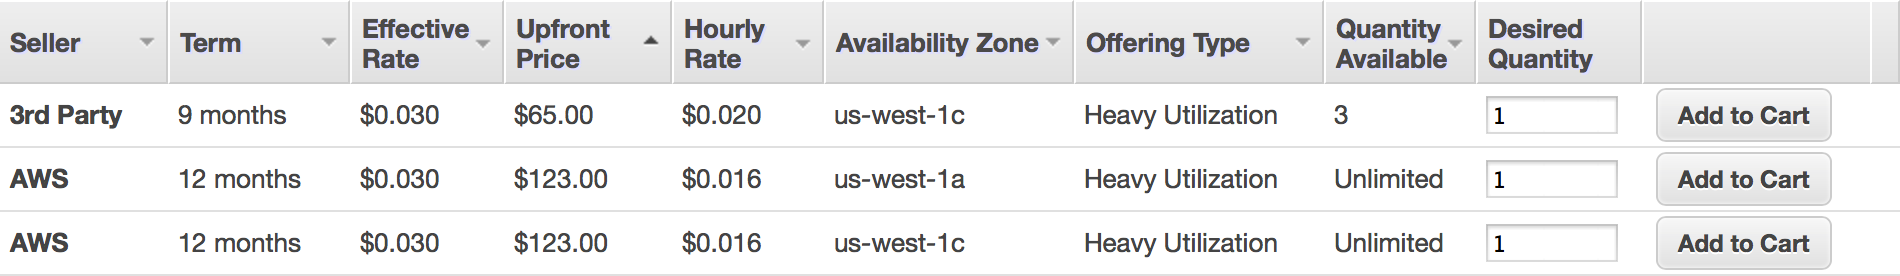 Seller Term Effective Rate Upfront Price Hourly Rate Availability Zone Offering Type Quantity Available Desired Quantity
3rd Party 9 months $0.030 $65.00 $0.020 us-west-1c Heavy Utilization 3 1 Add to Cart
AWS 12 months $0.030 $123.00 $0.016 us-west-1a Heavy Utilization Unlimited 1 Add to Cart
AWS 12 months $0.030 $123.00 $0.016 us-west-1c Heavy Utilization Unlimited 1 Add to Cart